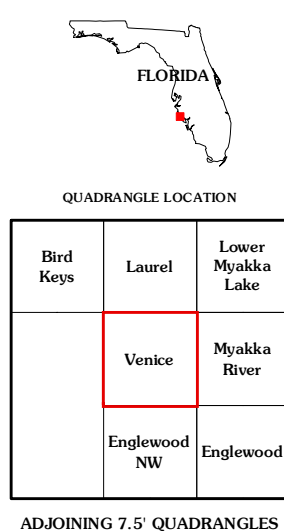 FLORIDA
QUADRANGLE LOCATION
Bird
Keys
Laurel
Lower
Myakka
Lake
Venice
Myakka
River
Englewood
NW
Englewood
ADJOINING 7.5' QUADRANGLES